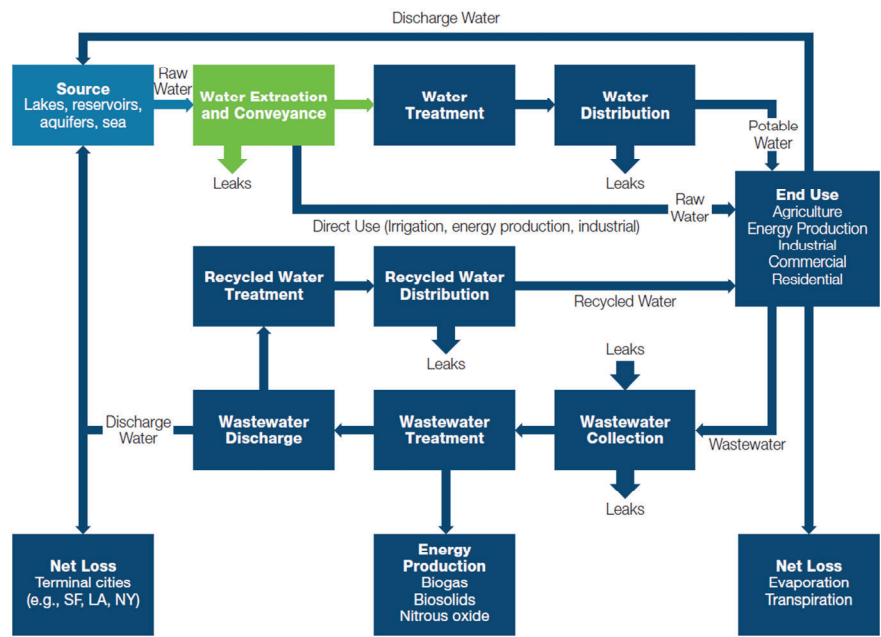 Discharge Water
Source
Lakes, reservoirs,
aquifers, sea
Raw
Water
Water Extraction
and Conveyance
Leaks
Water
Treatment
Water
Distribution
Leaks
Potable
Water
Direct Use (Irrigation, energy production, industrial)
Raw
Water
End Use
Agriculture
Energy Production
Industrial
Commercial
Residential
Recycled Water
Treatment
Recycled Water
Distribution
Leaks
Recycled Water
Leaks
Discharge
Water
Wastewater
Discharge
Wastewater
Treatment
Wastewater
Collection
Leaks
Wastewater
Net Loss
Terminal cities
(e.g., SF, LA, NY)
Energy
Production
Biogas
Biosolids
Nitrous oxide
Net Loss
Evaporation
Transpiration